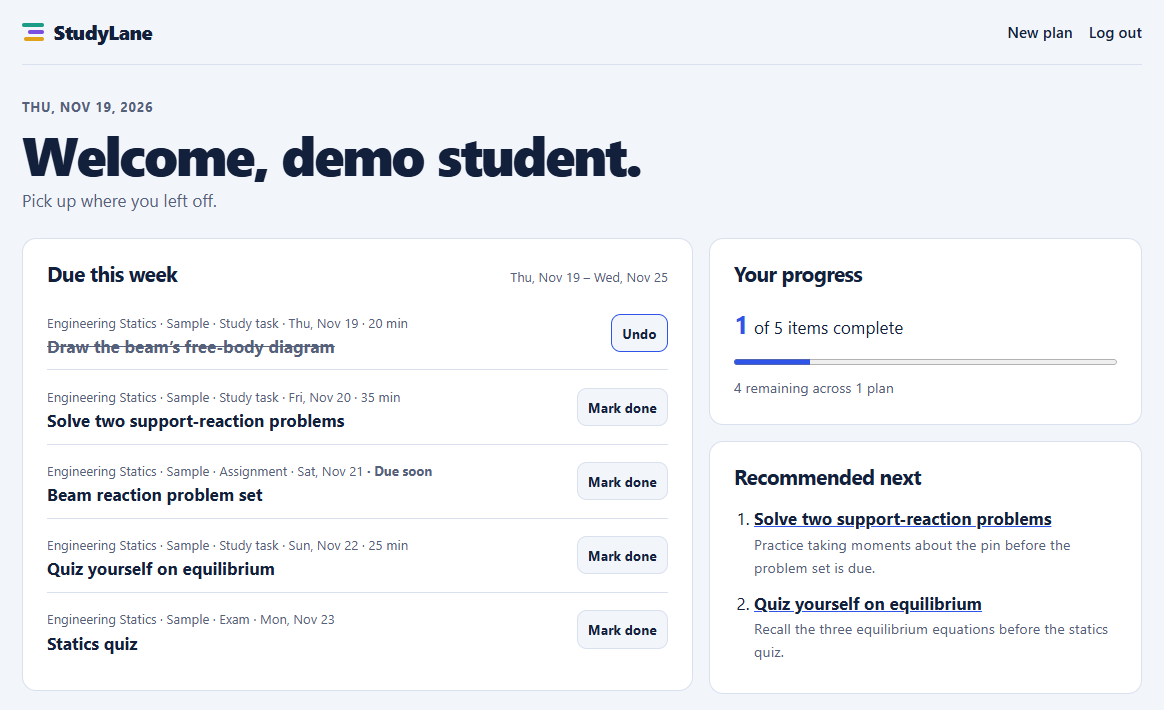 StudyLane
New plan
Log out
THU, NOV 19, 2026
Welcome, demo student.
Pick up where you left off.
Due this week
Thu, Nov 19 – Wed, Nov 25
Engineering Statics · Sample · Study task · Thu, Nov 19 · 20 min
Draw the beam’s free-body diagram
Undo
Engineering Statics · Sample · Study task · Fri, Nov 20 · 35 min
Solve two support-reaction problems
Mark done
Engineering Statics · Sample · Assignment · Sat, Nov 21 · Due soon
Beam reaction problem set
Mark done
Engineering Statics · Sample · Study task · Sun, Nov 22 · 25 min
Quiz yourself on equilibrium
Mark done
Engineering Statics · Sample · Exam · Mon, Nov 23
Statics quiz
Mark done
Your progress
1 of 5 items complete
4 remaining across 1 plan
Recommended next
1. Solve two support-reaction problems
Practice taking moments about the pin before the
problem set is due.
2. Quiz yourself on equilibrium
Recall the three equilibrium equations before the statics
quiz.